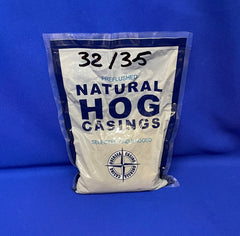 32/35
PREFLUSHED
NATURAL
HOG
CASINGS